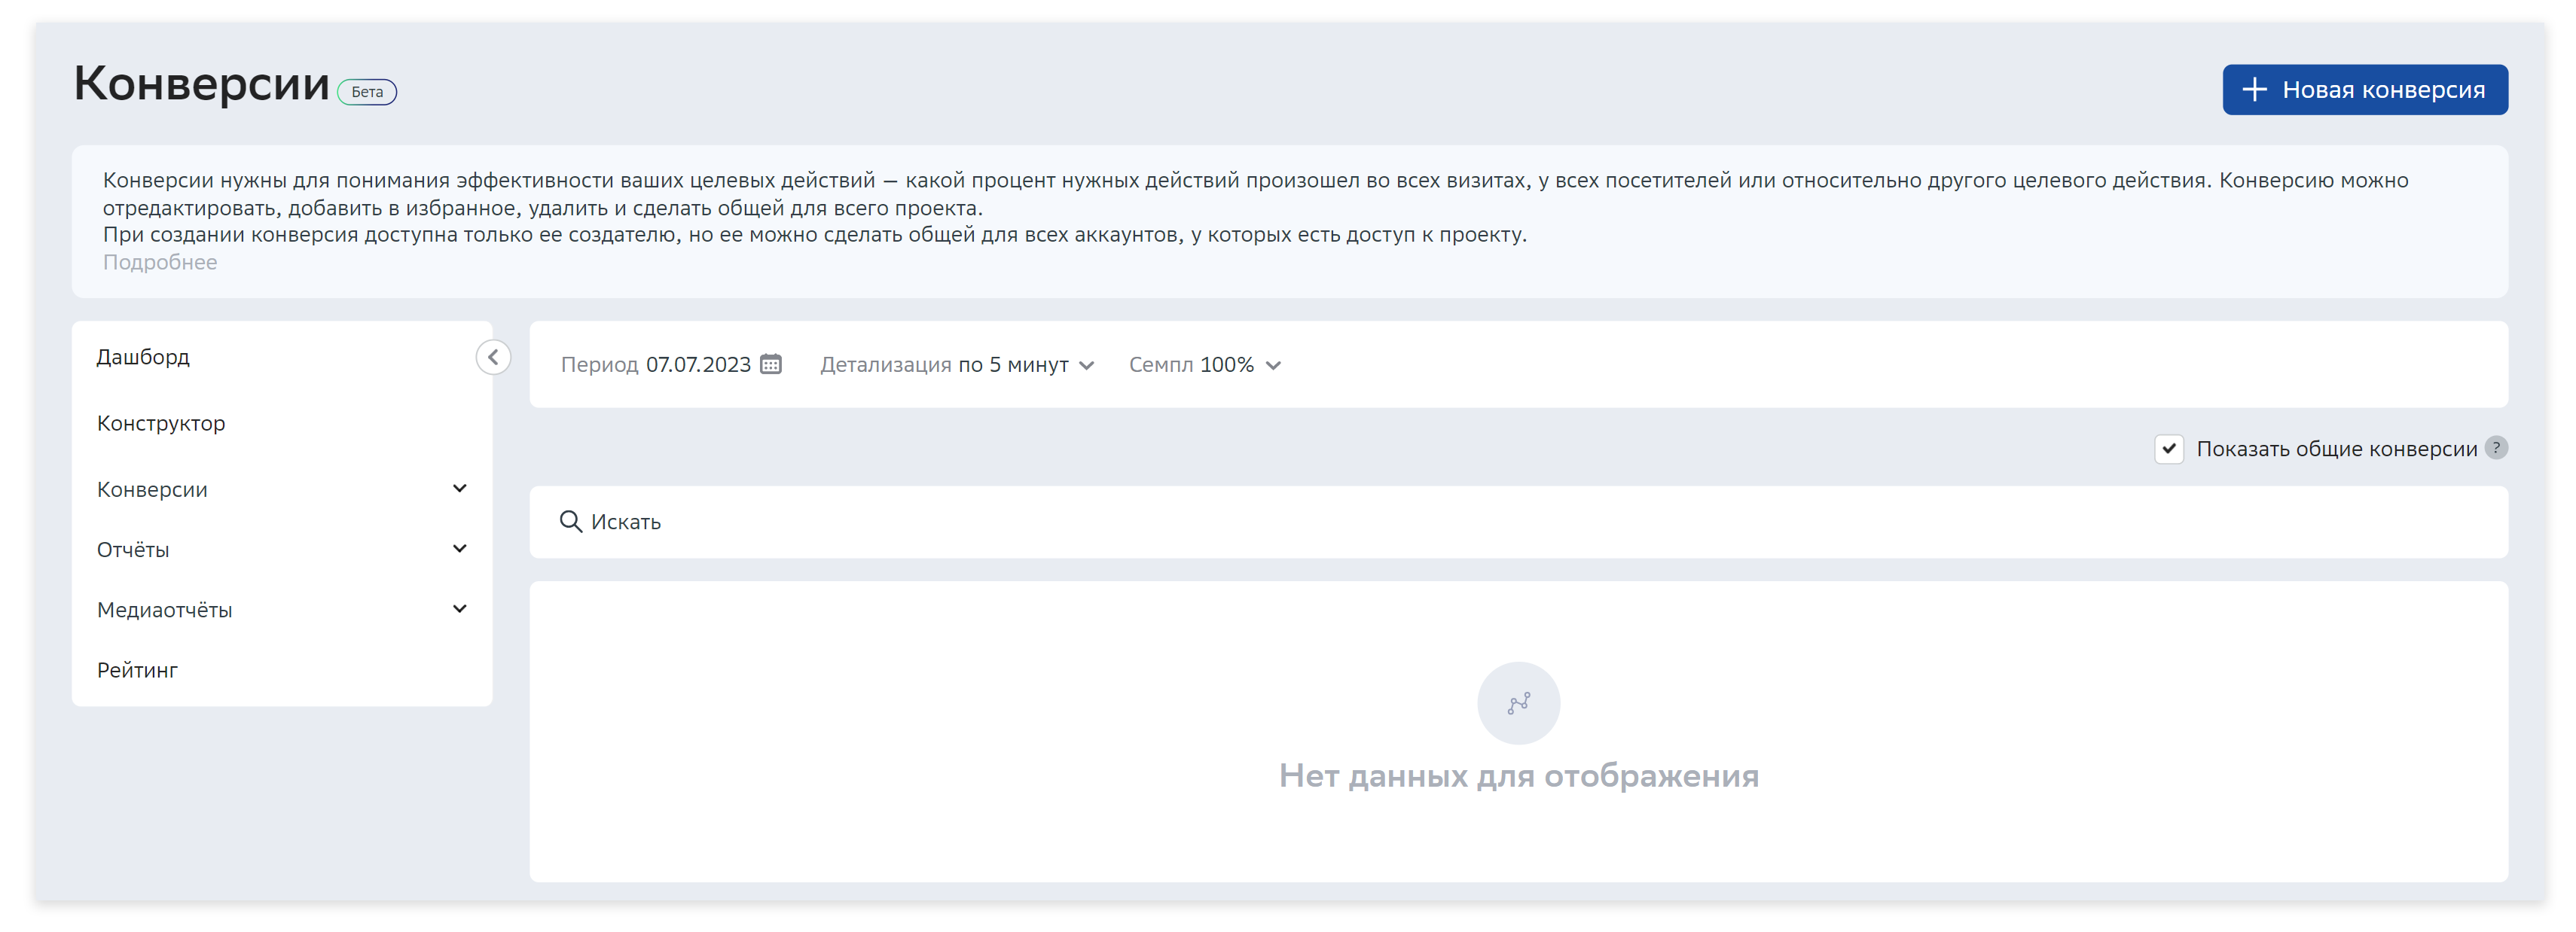 Конверсии Бета
+ Новая конверсия
Конверсии нужны для понимания эффективности ваших целевых действий — какой процент нужных действий произошел во всех визитах, у всех посетителей или относительно другого целевого действия. Конверсию можно
отредактировать, добавить в избранное, удалить и сделать общей для всего проекта.
При создании конверсия доступна только ее создателю, но ее можно сделать общей для всех аккаунтов, у которых есть доступ к проекту.
Подробнее
Дашборд
Конструктор
Конверсии
Отчёты
Медиаотчёты
Рейтинг
Период 07.07.2023 Детализация по 5 минут Семпл 100%
Показать общие конверсии ?
Искать
Нет данных для отображения